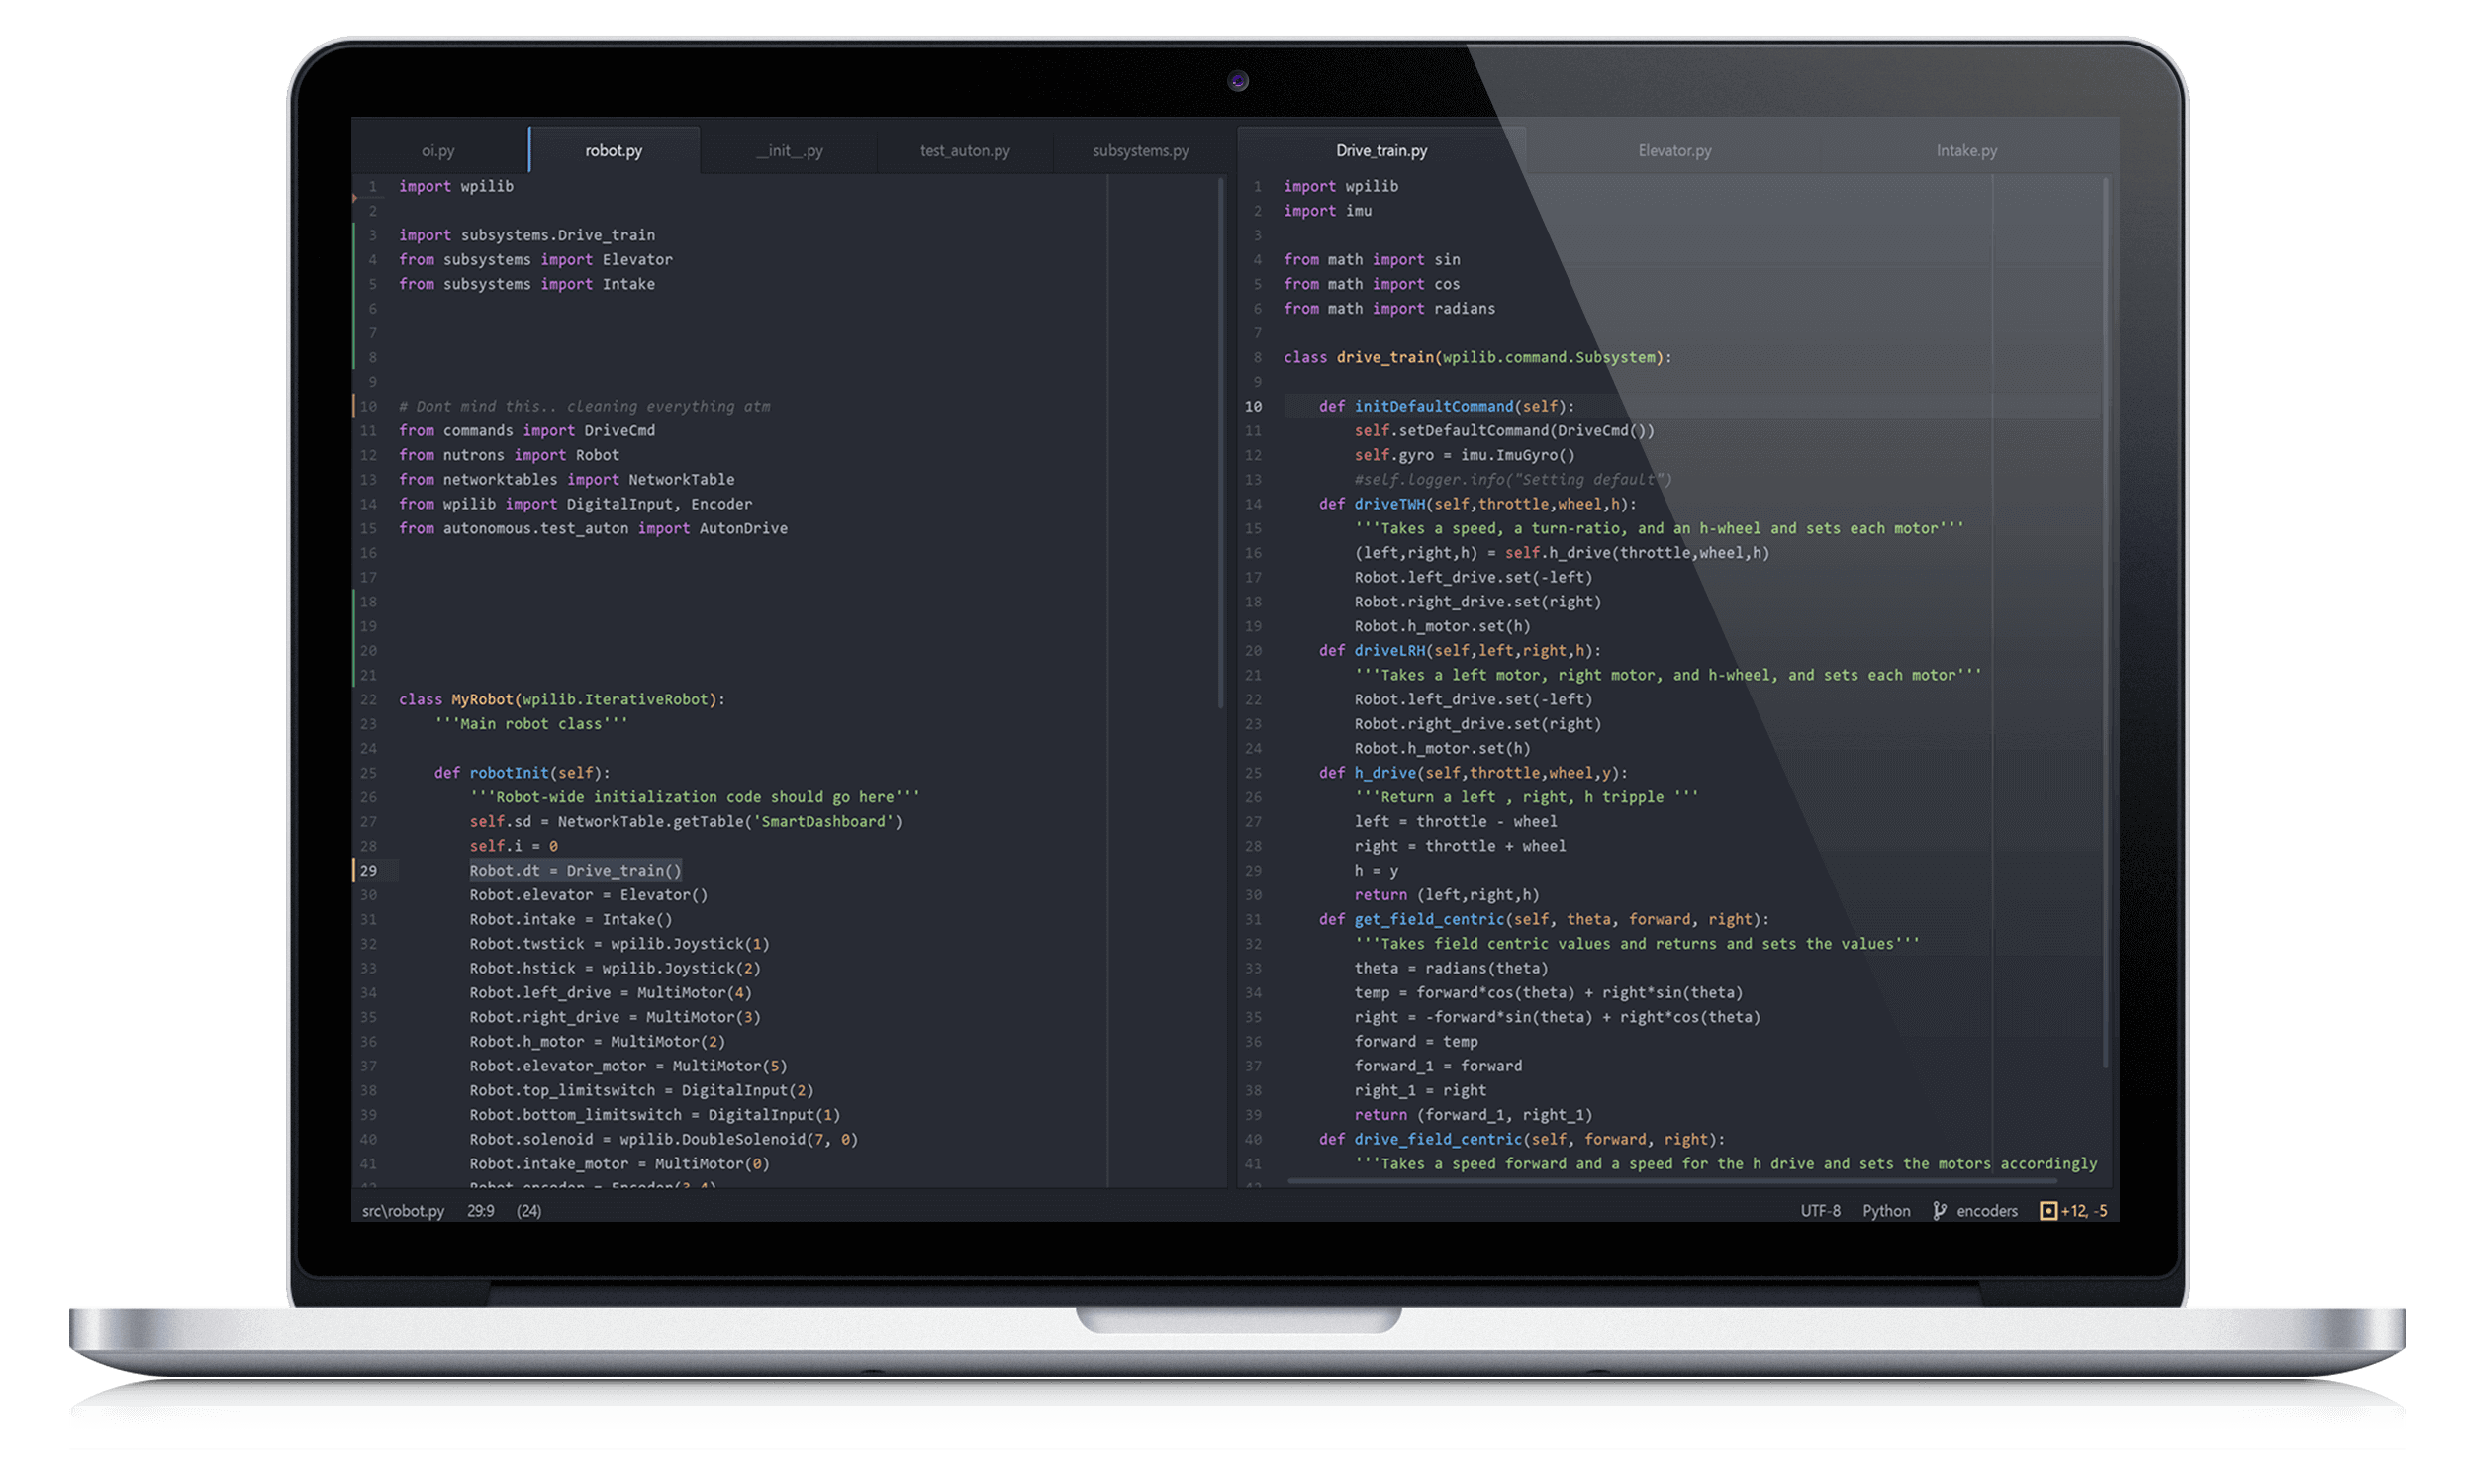 oi.py robot.py __init__.py test_auton.py subsystems.py
1 import wpilib
2
3 import subsystems.Drive_train
4 from subsystems import Elevator
5 from subsystems import Intake
6
7
8
9
10 # Dont mind this.. cleaning everything atm
11 from commands import DriveCmd
12 from nutrons import Robot
13 from networktables import NetworkTable
14 from wpilib import DigitalInput, Encoder
15 from autonomous.test_auton import AutonDrive
16
17
18
19
20
21
22 class MyRobot(wpilib.IterativeRobot):
23 '''Main robot class'''
24
25 def robotInit(self):
26 '''Robot-wide initialization code should go here'''
27 self.sd = NetworkTable.getTable('SmartDashboard')
28 self.i = 0
29 Robot.dt = Drive_train()
30 Robot.elevator = Elevator()
31 Robot.intake = Intake()
32 Robot.twstick = wpilib.Joystick(1)
33 Robot.hstick = wpilib.Joystick(2)
34 Robot.left_drive = MultiMotor(4)
35 Robot.right_drive = MultiMotor(3)
36 Robot.h_motor = MultiMotor(2)
37 Robot.elevator_motor = MultiMotor(5)
38 Robot.top_limitswitch = DigitalInput(2)
39 Robot.bottom_limitswitch = DigitalInput(1)
40 Robot.solenoid = wpilib.DoubleSolenoid(7, 0)
41 Robot.intake_motor = MultiMotor(0)
42 Robot.encoder = Encoder(3,4)
Drive_train.py Elevator.py Intake.py
1 import wpilib
2 import imu
3
4 from math import sin
5 from math import cos
6 from math import radians
7
8 class drive_train(wpilib.command.Subsystem):
9
10 def initDefaultCommand(self):
11 self.setDefaultCommand(DriveCmd())
12 self.gyro = imu.ImuGyro()
13 #self.logger.info("Setting default")
14 def driveTWH(self,throttle,wheel,h):
15 '''Takes a speed, a turn-ratio, and an h-wheel and sets each motor'''
16 (left,right,h) = self.h_drive(throttle,wheel,h)
17 Robot.left_drive.set(-left)
18 Robot.right_drive.set(right)
19 Robot.h_motor.set(h)
20 def driveLRH(self,left,right,h):
21 '''Takes a left motor, right motor, and h-wheel, and sets each motor'''
22 Robot.left_drive.set(-left)
23 Robot.right_drive.set(right)
24 Robot.h_motor.set(h)
25 def h_drive(self,throttle,wheel,y):
26 '''Return a left , right, h tripple '''
27 left = throttle - wheel
28 right = throttle + wheel
29 h = y
30 return (left,right,h)
31 def get_field_centric(self, theta, forward, right):
32 '''Takes field centric values and returns and sets the values'''
33 theta = radians(theta)
34 temp = forward*cos(theta) + right*sin(theta)
35 right = -forward*sin(theta) + right*cos(theta)
36 forward = temp
37 forward_1 = forward
38 right_1 = right
39 return (forward_1, right_1)
40 def drive_field_centric(self, forward, right):
41 '''Takes a speed forward and a speed for the h drive and sets the motors accordingly
42
src\robot.py 29:9 (24) UTF-8 Python encoders +12, -5